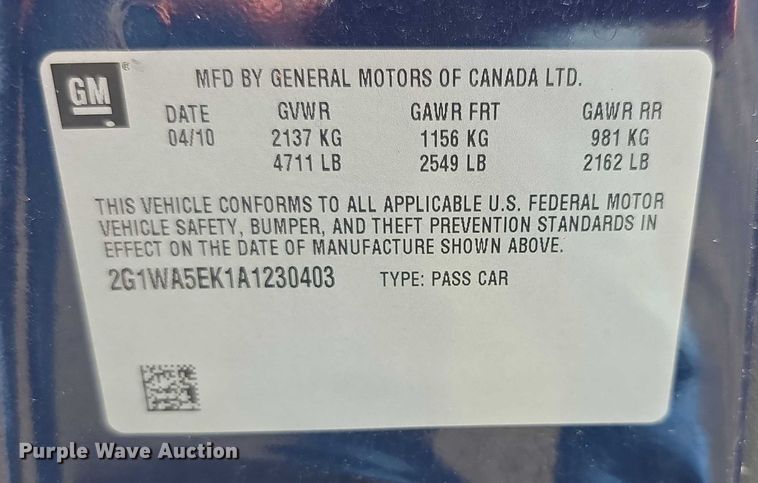 GM
MFD BY GENERAL MOTORS OF CANADA LTD.
DATE GVWR GAWR FRT GAWR RR
04/10 2137 KG 1156 KG 981 KG
4711 LB 2549 LB 2162 LB
THIS VEHICLE CONFORMS TO ALL APPLICABLE U.S. FEDERAL MOTOR
VEHICLE SAFETY, BUMPER, AND THEFT PREVENTION STANDARDS IN
EFFECT ON THE DATE OF MANUFACTURE SHOWN ABOVE.
2G1WA5EK1A1230403 TYPE: PASS CAR
Purple Wave Auction